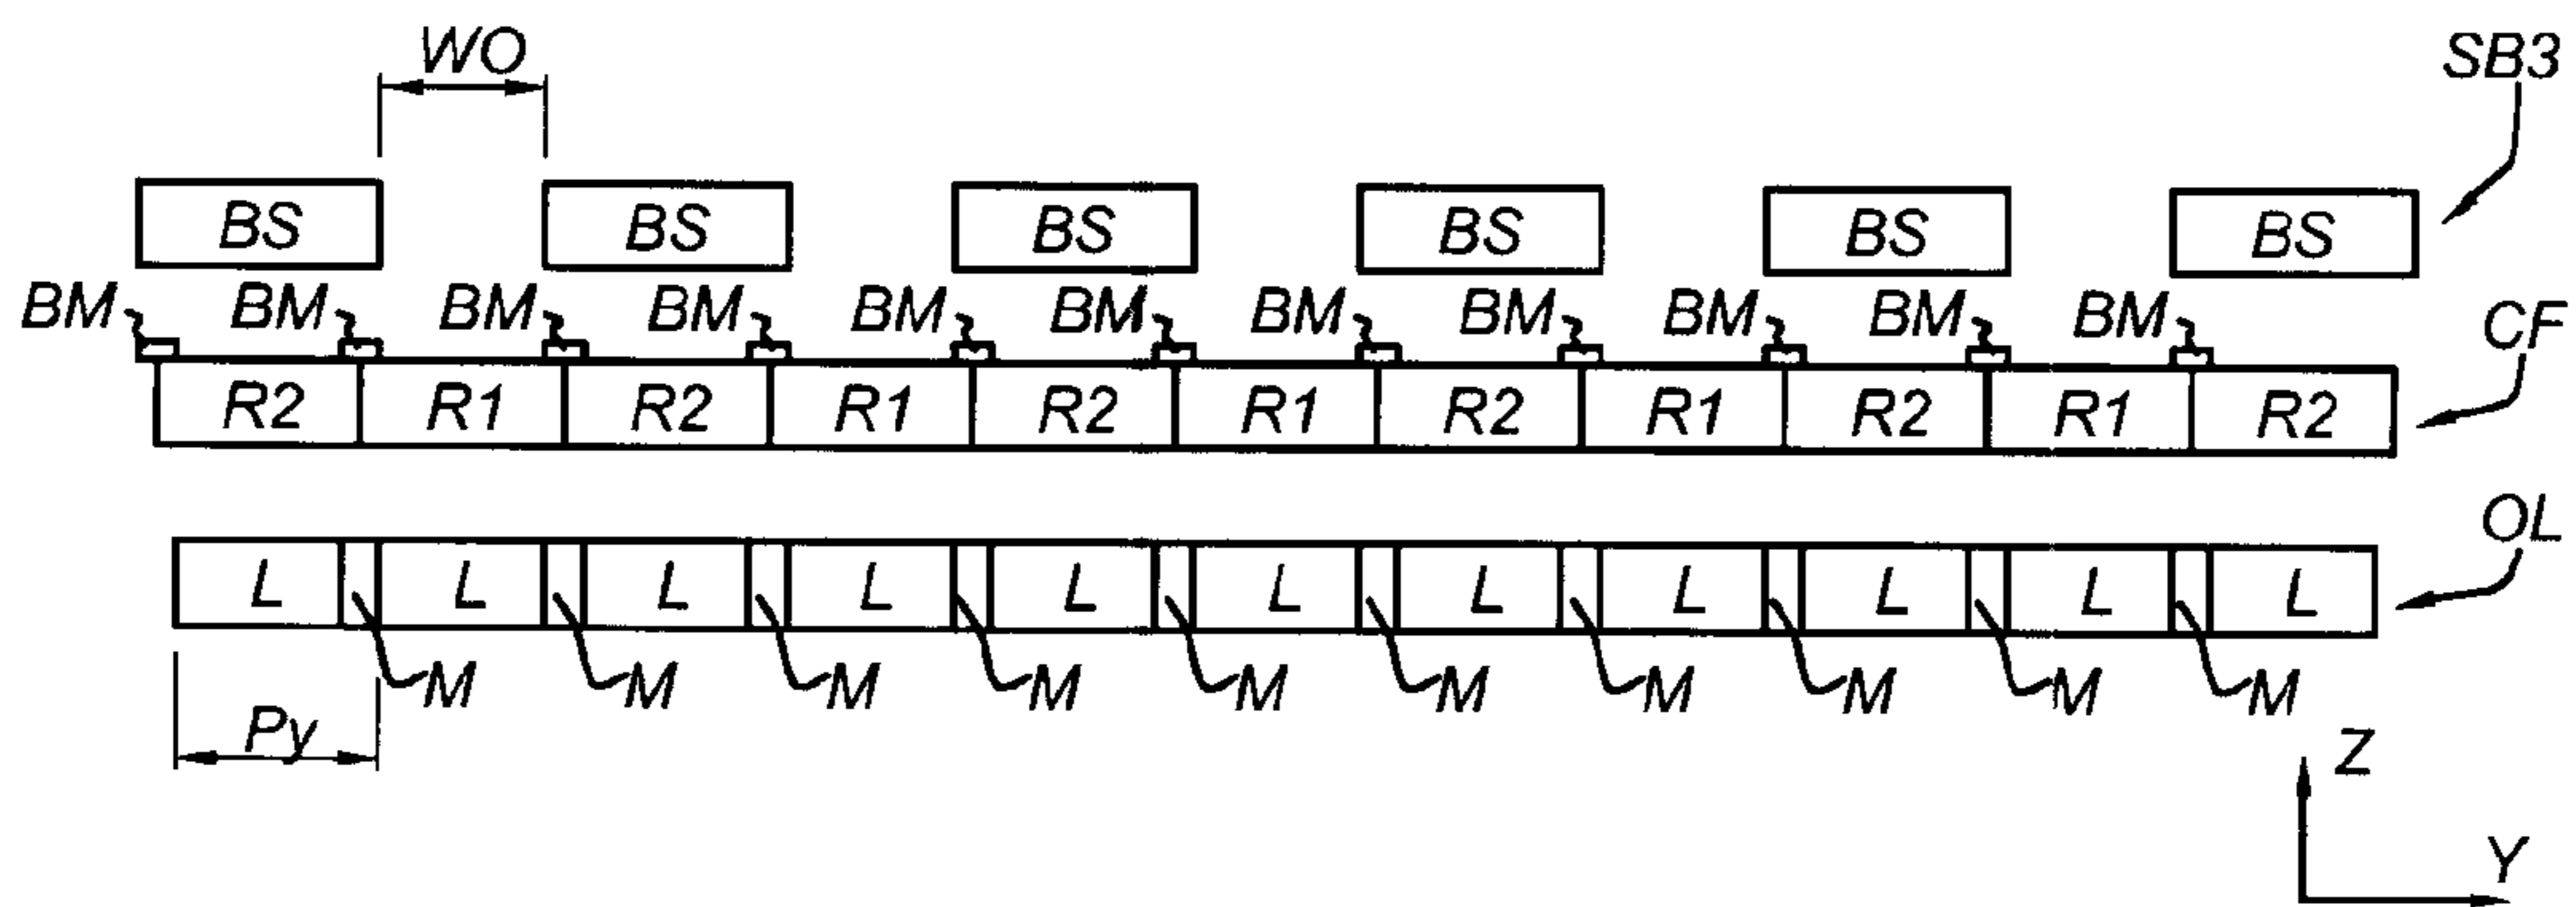 WO
SB3
BS BS BS BS BS BS
BM BM BM BM BM BM BM BM BM BM BM
CF
R2 R1 R2 R1 R2 R1 R2 R1 R2 R1 R2
OL
L L L L L L L L L L L
M M M M M M M M M M
Py
Z
Y